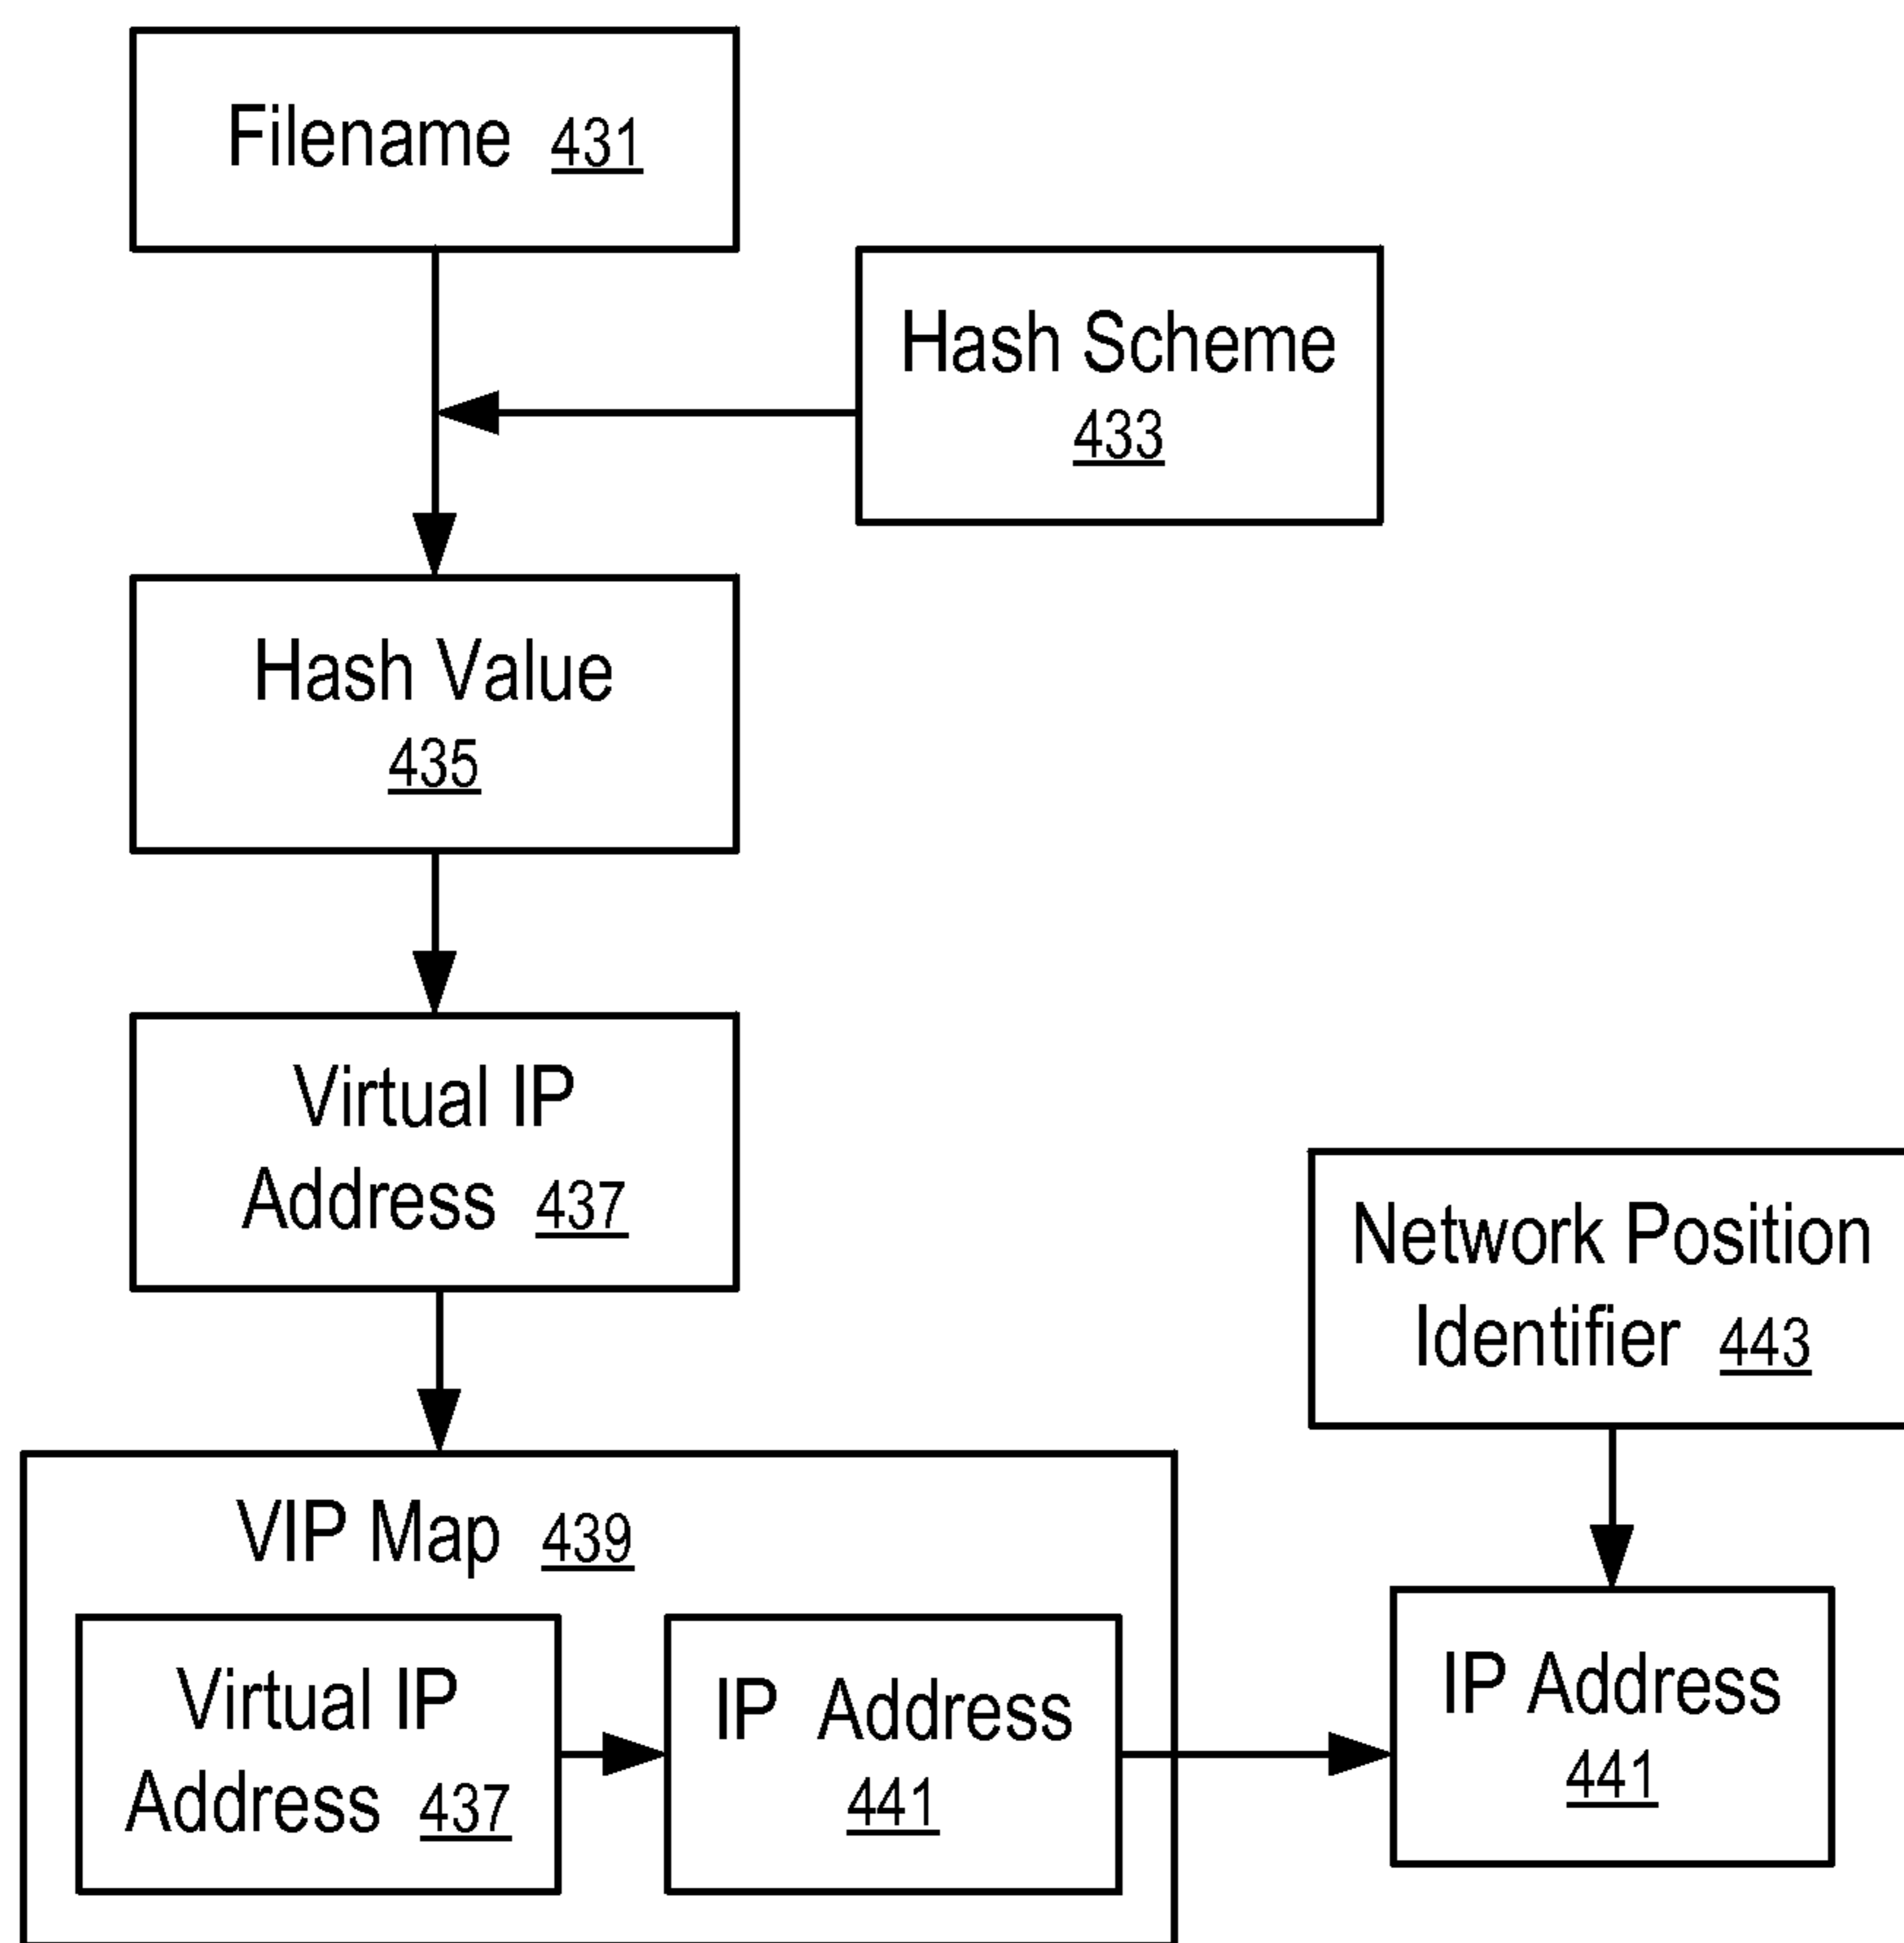 Filename 431
Hash Scheme
433
Hash Value
435
Virtual IP
Address 437
Network Position
Identifier 443
VIP Map 439
Virtual IP
Address 437
IP Address
441
IP Address
441